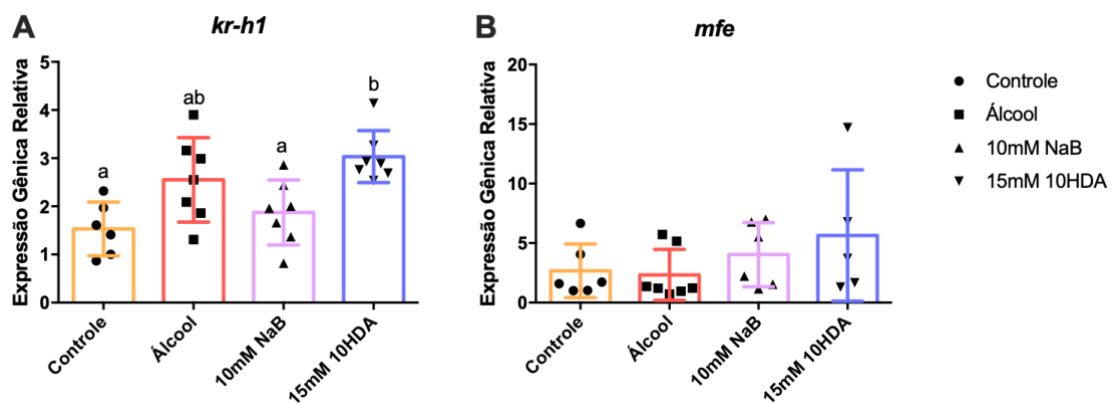 A
kr-h1
Expressão Gênica Relativa
5
4
3
2
1
0
a
ab
a
b
Controle
Álcool
10mM NaB
15mM 10HDA
B
mfe
Expressão Gênica Relativa
20
15
10
5
0
Controle
Álcool
10mM NaB
15mM 10HDA
Controle
Álcool
10mM NaB
15mM 10HDA